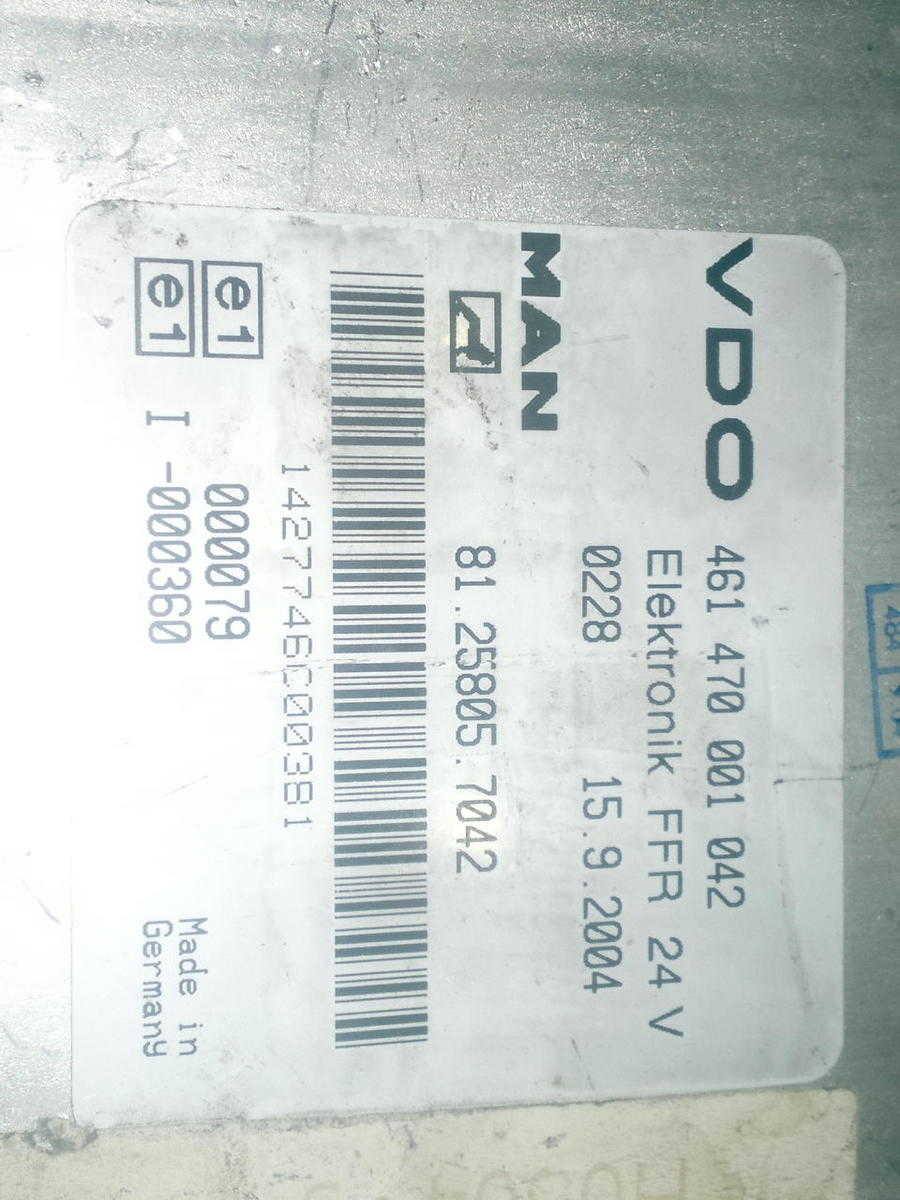 VDO 461 470 001 042
Elektronik FFR 24 V
0228 15.9.2004
MAN
81.25805.7042
1427746C00381
e1 000079
e1 I -000360
Made in
Germany